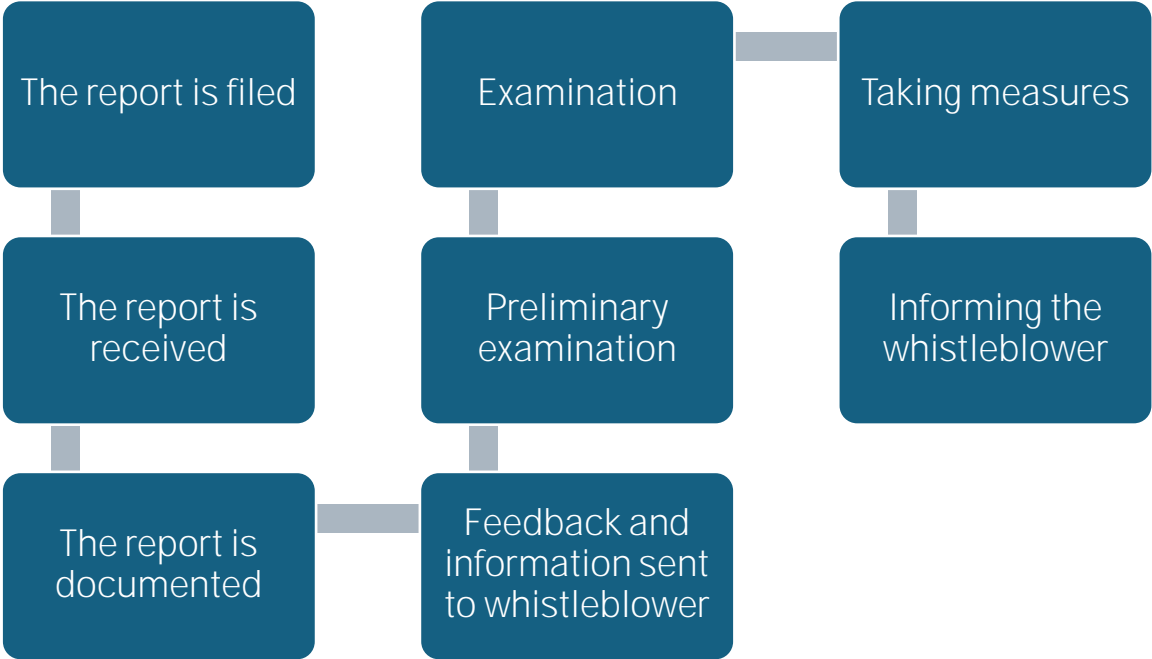 The report is filed
The report is
received
The report is
documented
Feedback and
information sent
to whistleblower
Preliminary
examination
Examination
Taking measures
Informing the
whistleblower